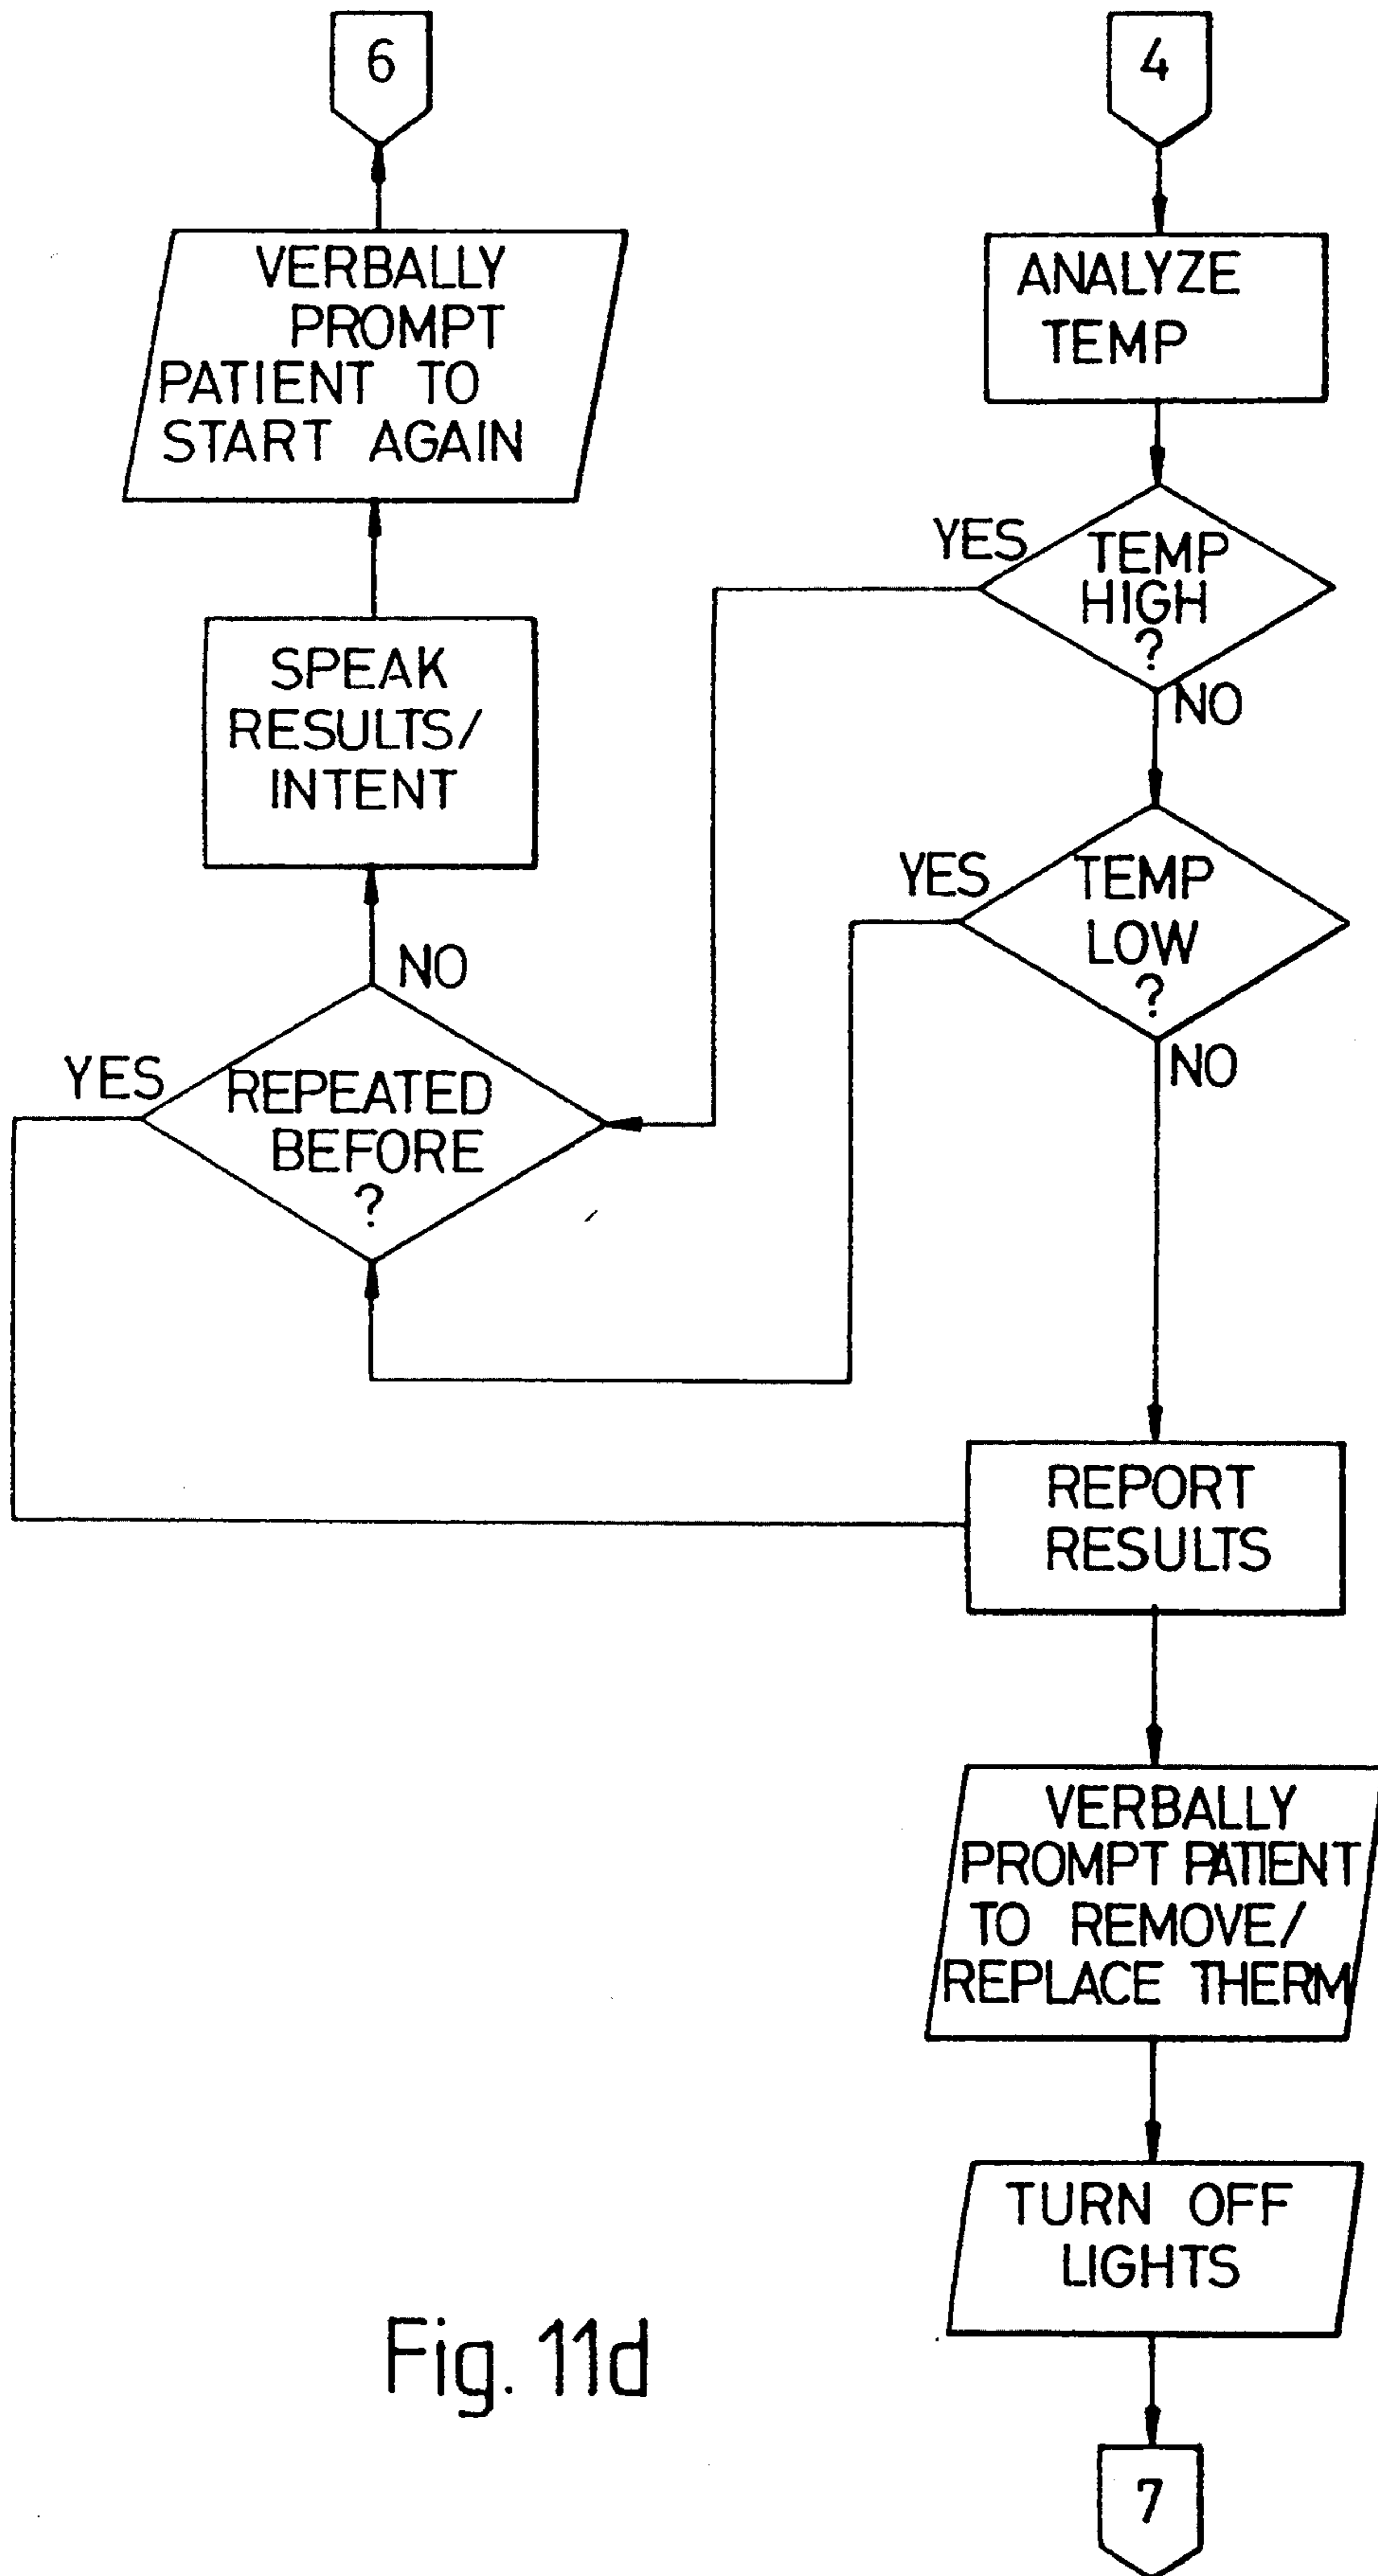 6
VERBALLY
PROMPT
PATIENT TO
START AGAIN
SPEAK
RESULTS/
INTENT
NO
YES
REPEATED
BEFORE
?
4
ANALYZE
TEMP
YES
TEMP
HIGH
?
NO
YES
TEMP
LOW
?
NO
REPORT
RESULTS
VERBALLY
PROMPT PATIENT
TO REMOVE/
REPLACE THERM
TURN OFF
LIGHTS
7
Fig. 11d